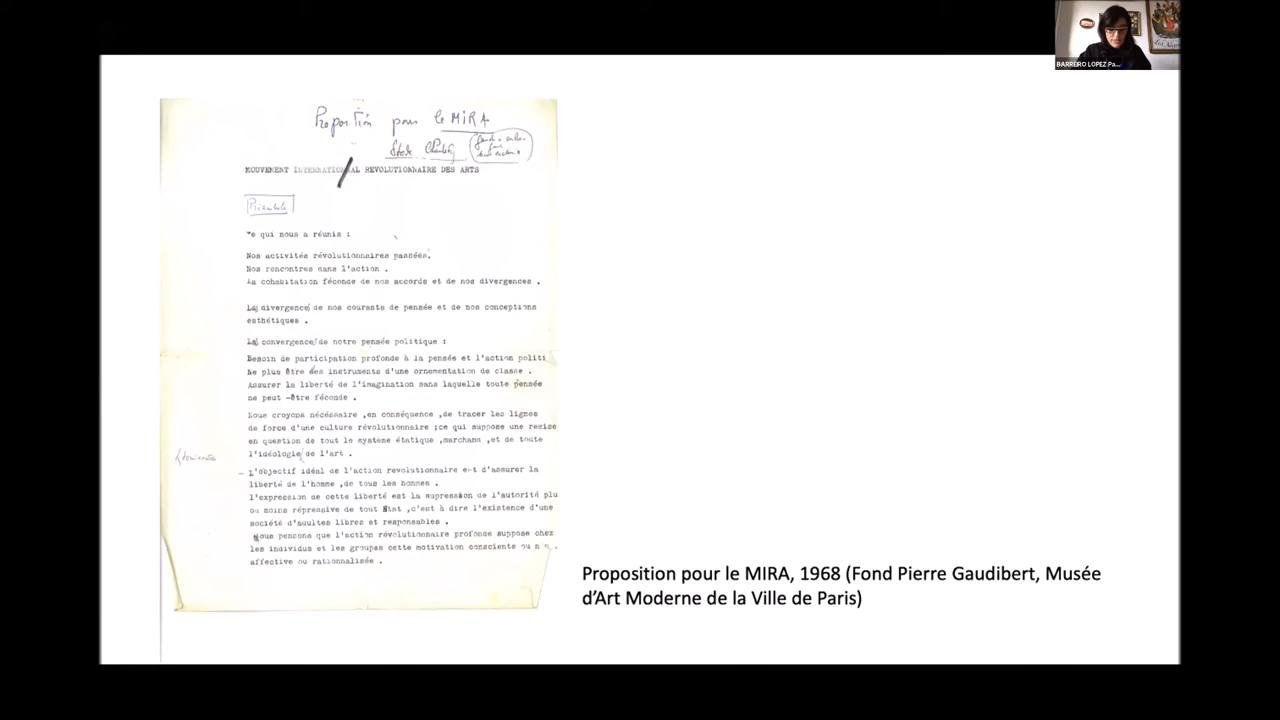 BARREIRO LOPEZ Pa...
Proposition pour le MIRA
MOUVEMENT INTERNATIONAL REVOLUTIONNAIRE DES ARTS
Préambule
Ce qui nous a réunis :
Nos activités révolutionnaires passées.
Nos rencontres dans l'action .
La cohabitation féconde de nos accords et de nos divergences .
La divergence de nos courants de pensée et de nos conceptions
esthétiques .
La convergence de notre pensée politique :
Besoin de participation profonde à la pensée et l'action politi
Ne plus être des instruments d'une ornementation de classe .
Assurer la liberté de l'imagination sans laquelle toute pensée
ne peut -être féconde .
Nous croyons nécessaire ,en conséquence ,de tracer les lignes
de force d'une culture révolutionnaire ;ce qui suppose une remise
en question de tout le système étatique ,marchand ,et de toute
l'idéologie de l'art .
dominante
- L'objectif idéal de l'action revolutionnaire est d'assurer la
liberté de l'homme ,de tous les hommes .
l'expression de cette liberté est la supression de l'autorité plu
ou moins répressive de tout Etat ,c'est à dire l'existence d'une
société d'adultes libres et responsables .
Nous pensons que l'action révolutionnaire profonde suppose chez
les individus et les groupes cette motivation consciente ou n n .
affective ou rationnalisée .
Proposition pour le MIRA, 1968 (Fond Pierre Gaudibert, Musée
d'Art Moderne de la Ville de Paris)